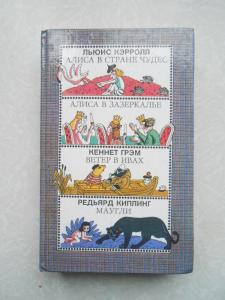 ЛЬЮИС КЭРРОЛЛ
АЛИСА В СТРАНЕ ЧУДЕС
АЛИСА В ЗАЗЕРКАЛЬЕ
КЕННЕТ ГРЭМ
ВЕТЕР В ИВАХ
РЕДЬЯРД КИПЛИНГ
МАУГЛИ